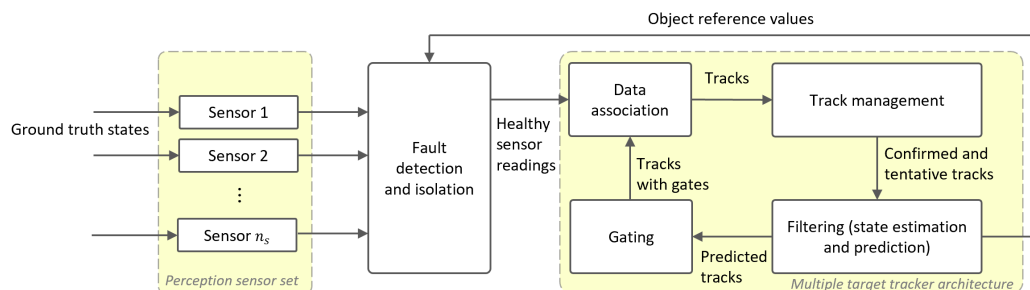 Object reference values
Ground truth states
Sensor 1
Sensor 2
⋮
Sensor nₛ
Perception sensor set
Fault
detection
and isolation
Healthy
sensor
readings
Data
association
Tracks
Track management
Confirmed and
tentative tracks
Filtering (state estimation
and prediction)
Predicted
tracks
Gating
Tracks
with gates
Multiple target tracker architecture